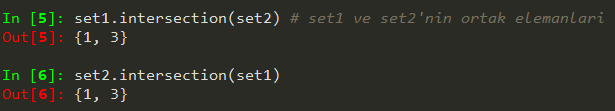 In [5]: set1.intersection(set2) # set1 ve set2'nin ortak elemanlari
Out[5]: {1, 3}
In [6]: set2.intersection(set1)
Out[6]: {1, 3}